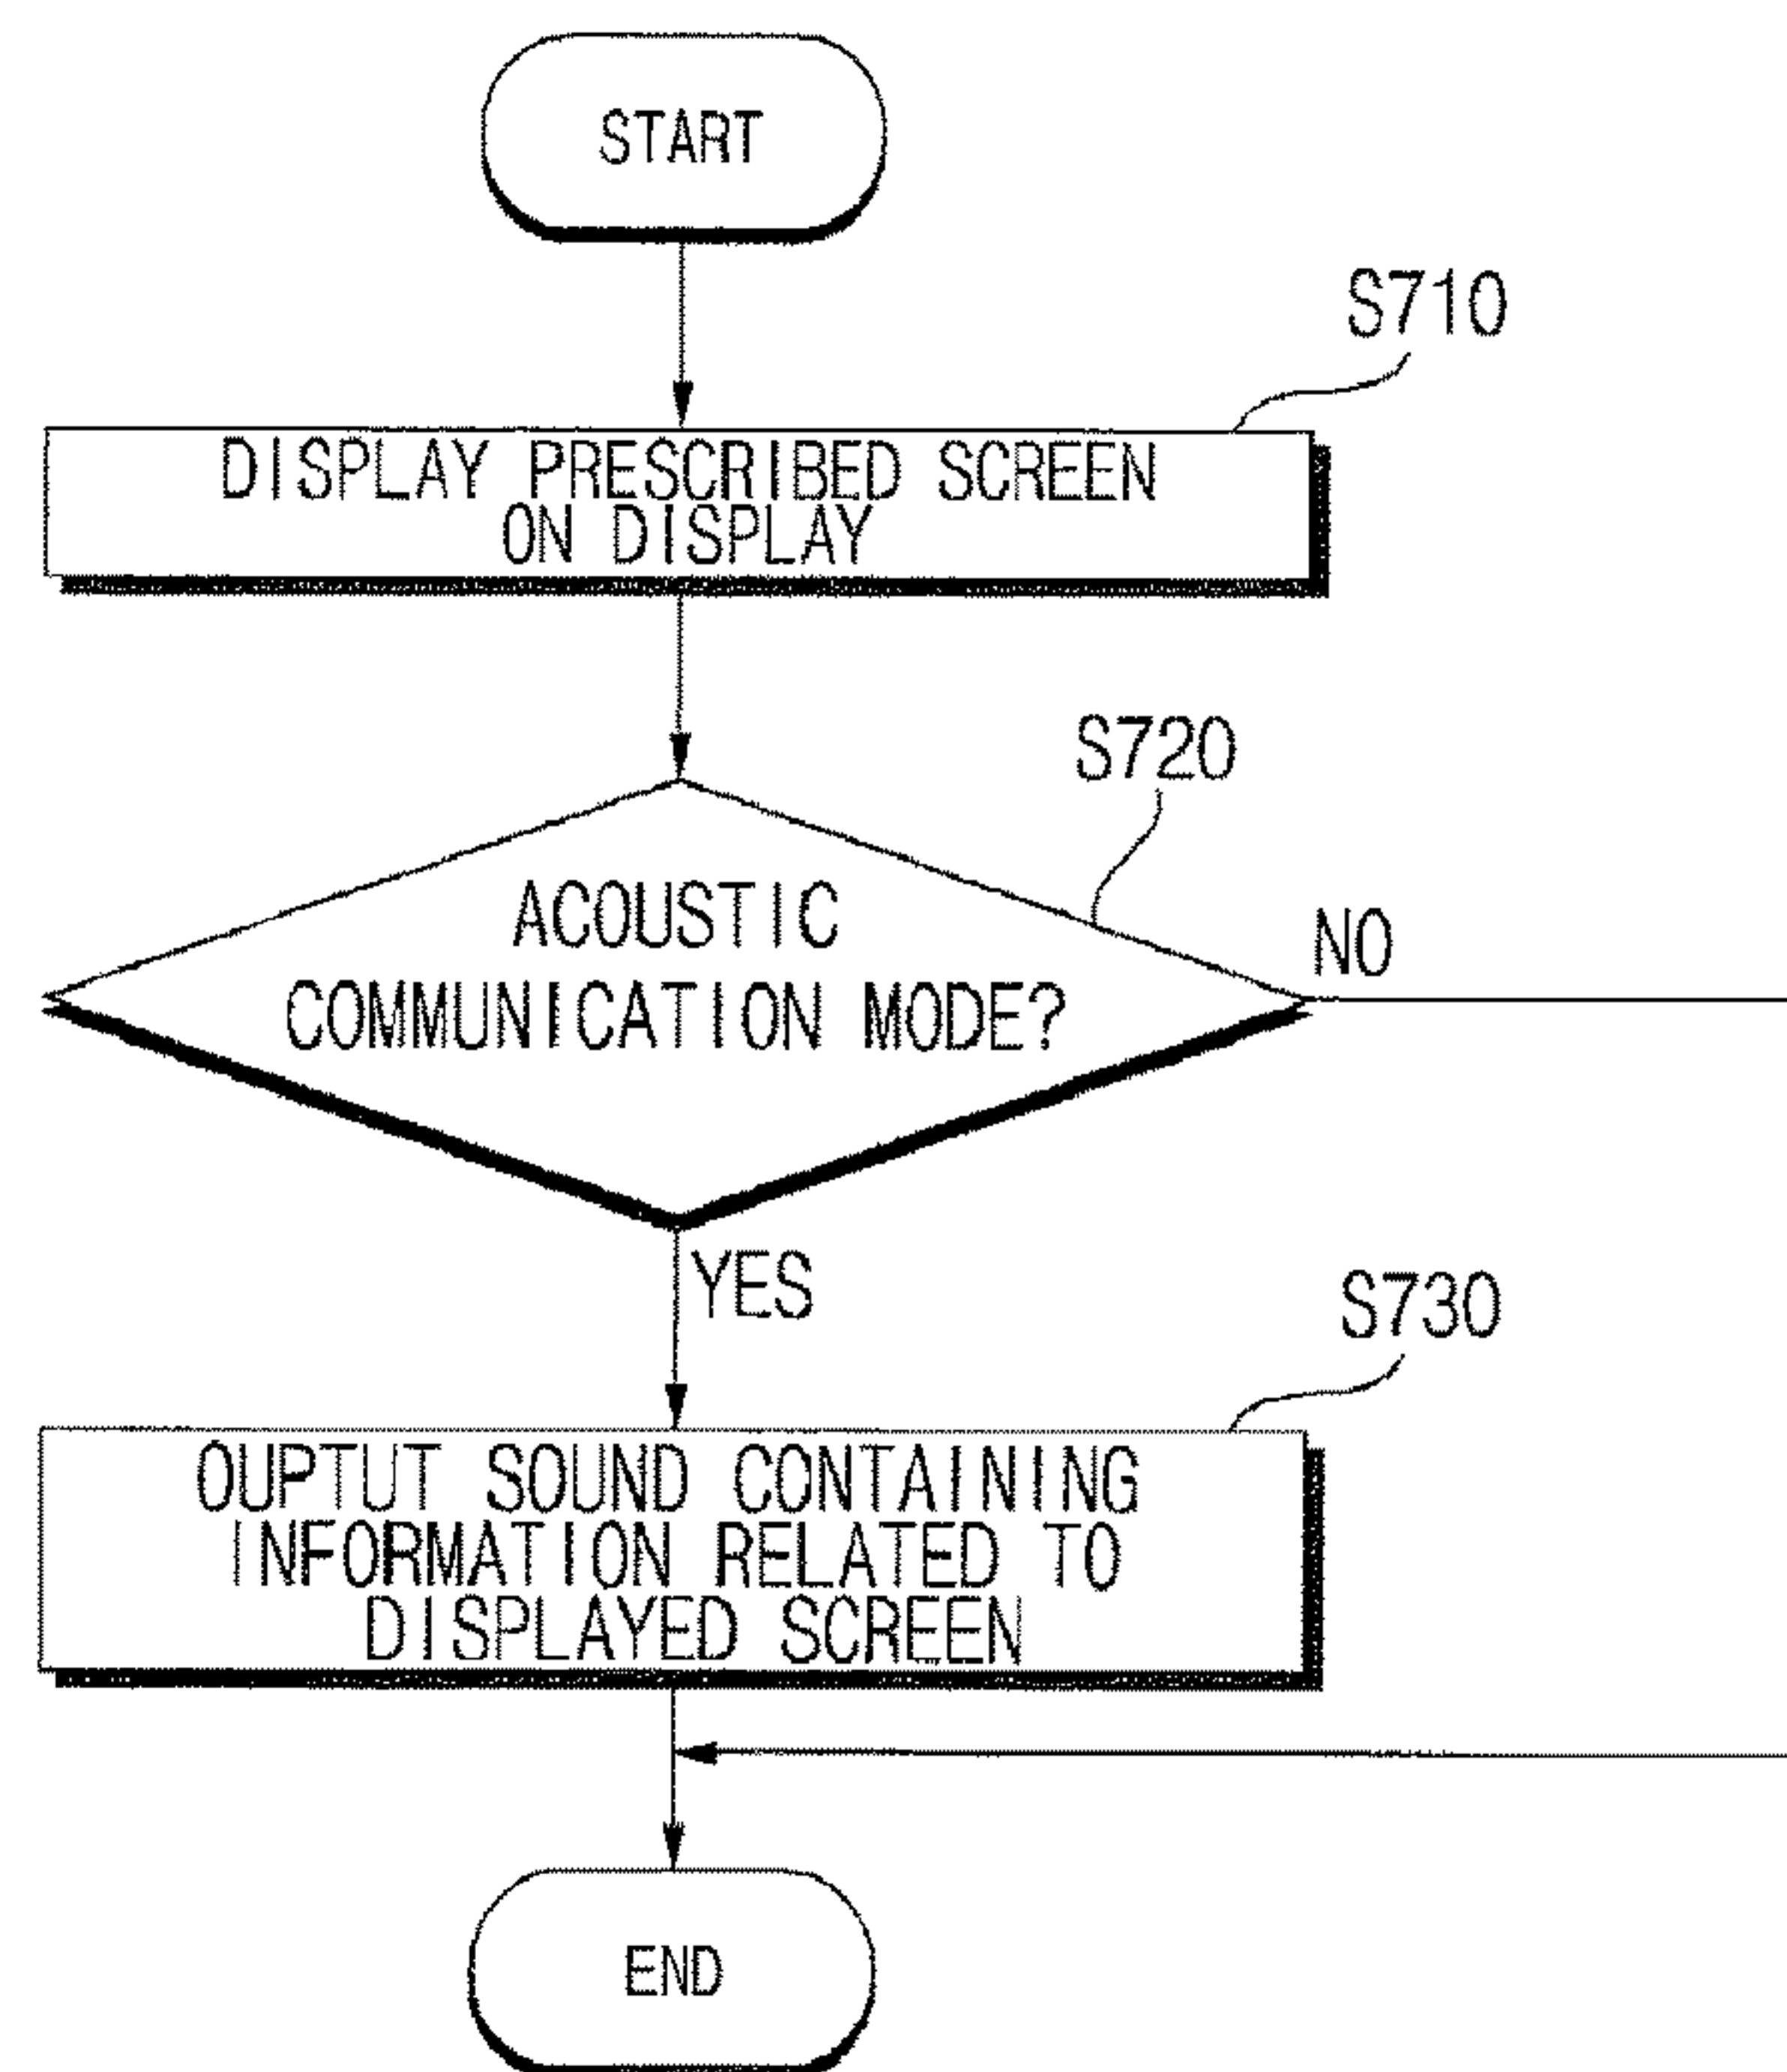 START
S710
DISPLAY PRESCRIBED SCREEN
ON DISPLAY
S720
ACOUSTIC
COMMUNICATION MODE?
NO
YES
S730
OUPTUT SOUND CONTAINING
INFORMATION RELATED TO
DISPLAYED SCREEN
END